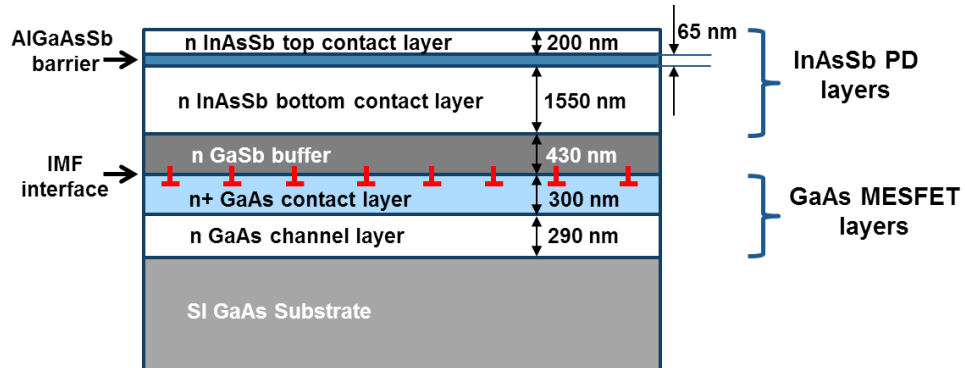 AlGaAsSb
barrier
n InAsSb top contact layer
200 nm
65 nm
n InAsSb bottom contact layer
1550 nm
InAsSb PD
layers
IMF
interface
n GaSb buffer
430 nm
n+ GaAs contact layer
300 nm
n GaAs channel layer
290 nm
GaAs MESFET
layers
SI GaAs Substrate